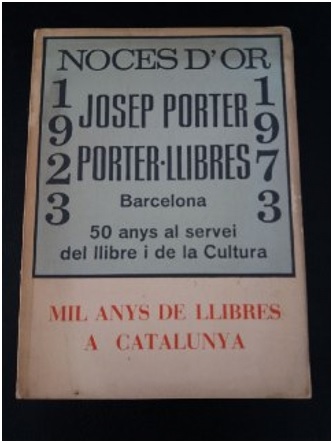 NOCES D'OR
1923
JOSEP PORTER
PORTER·LLIBRES
1973
Barcelona
50 anys al servei
del llibre i de la Cultura
MIL ANYS DE LLIBRES
A CATALUNYA